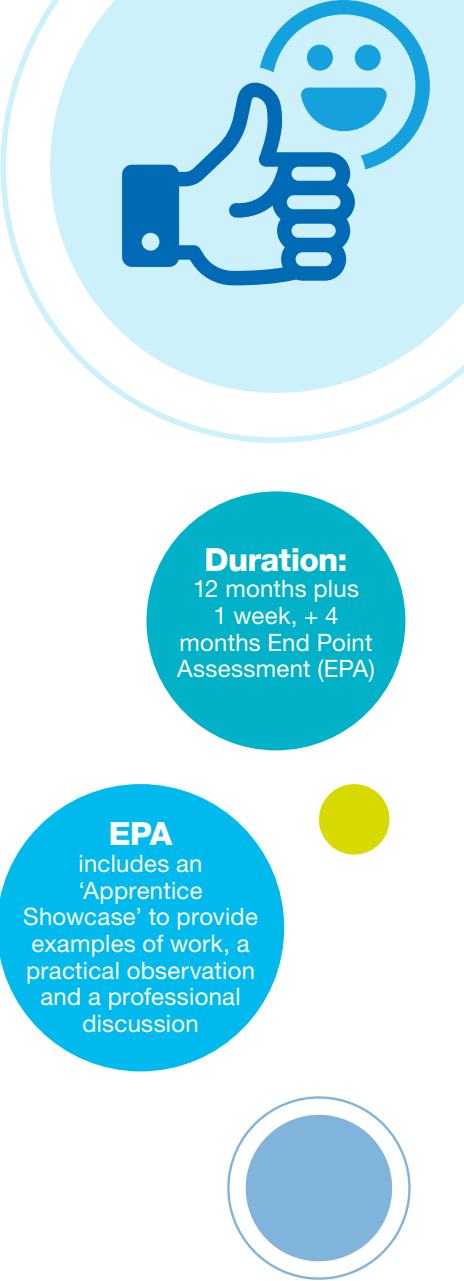 Duration:
12 months plus
1 week, + 4
months End Point
Assessment (EPA)
EPA
includes an
‘Apprentice
Showcase’ to provide
examples of work, a
practical observation
and a professional
discussion